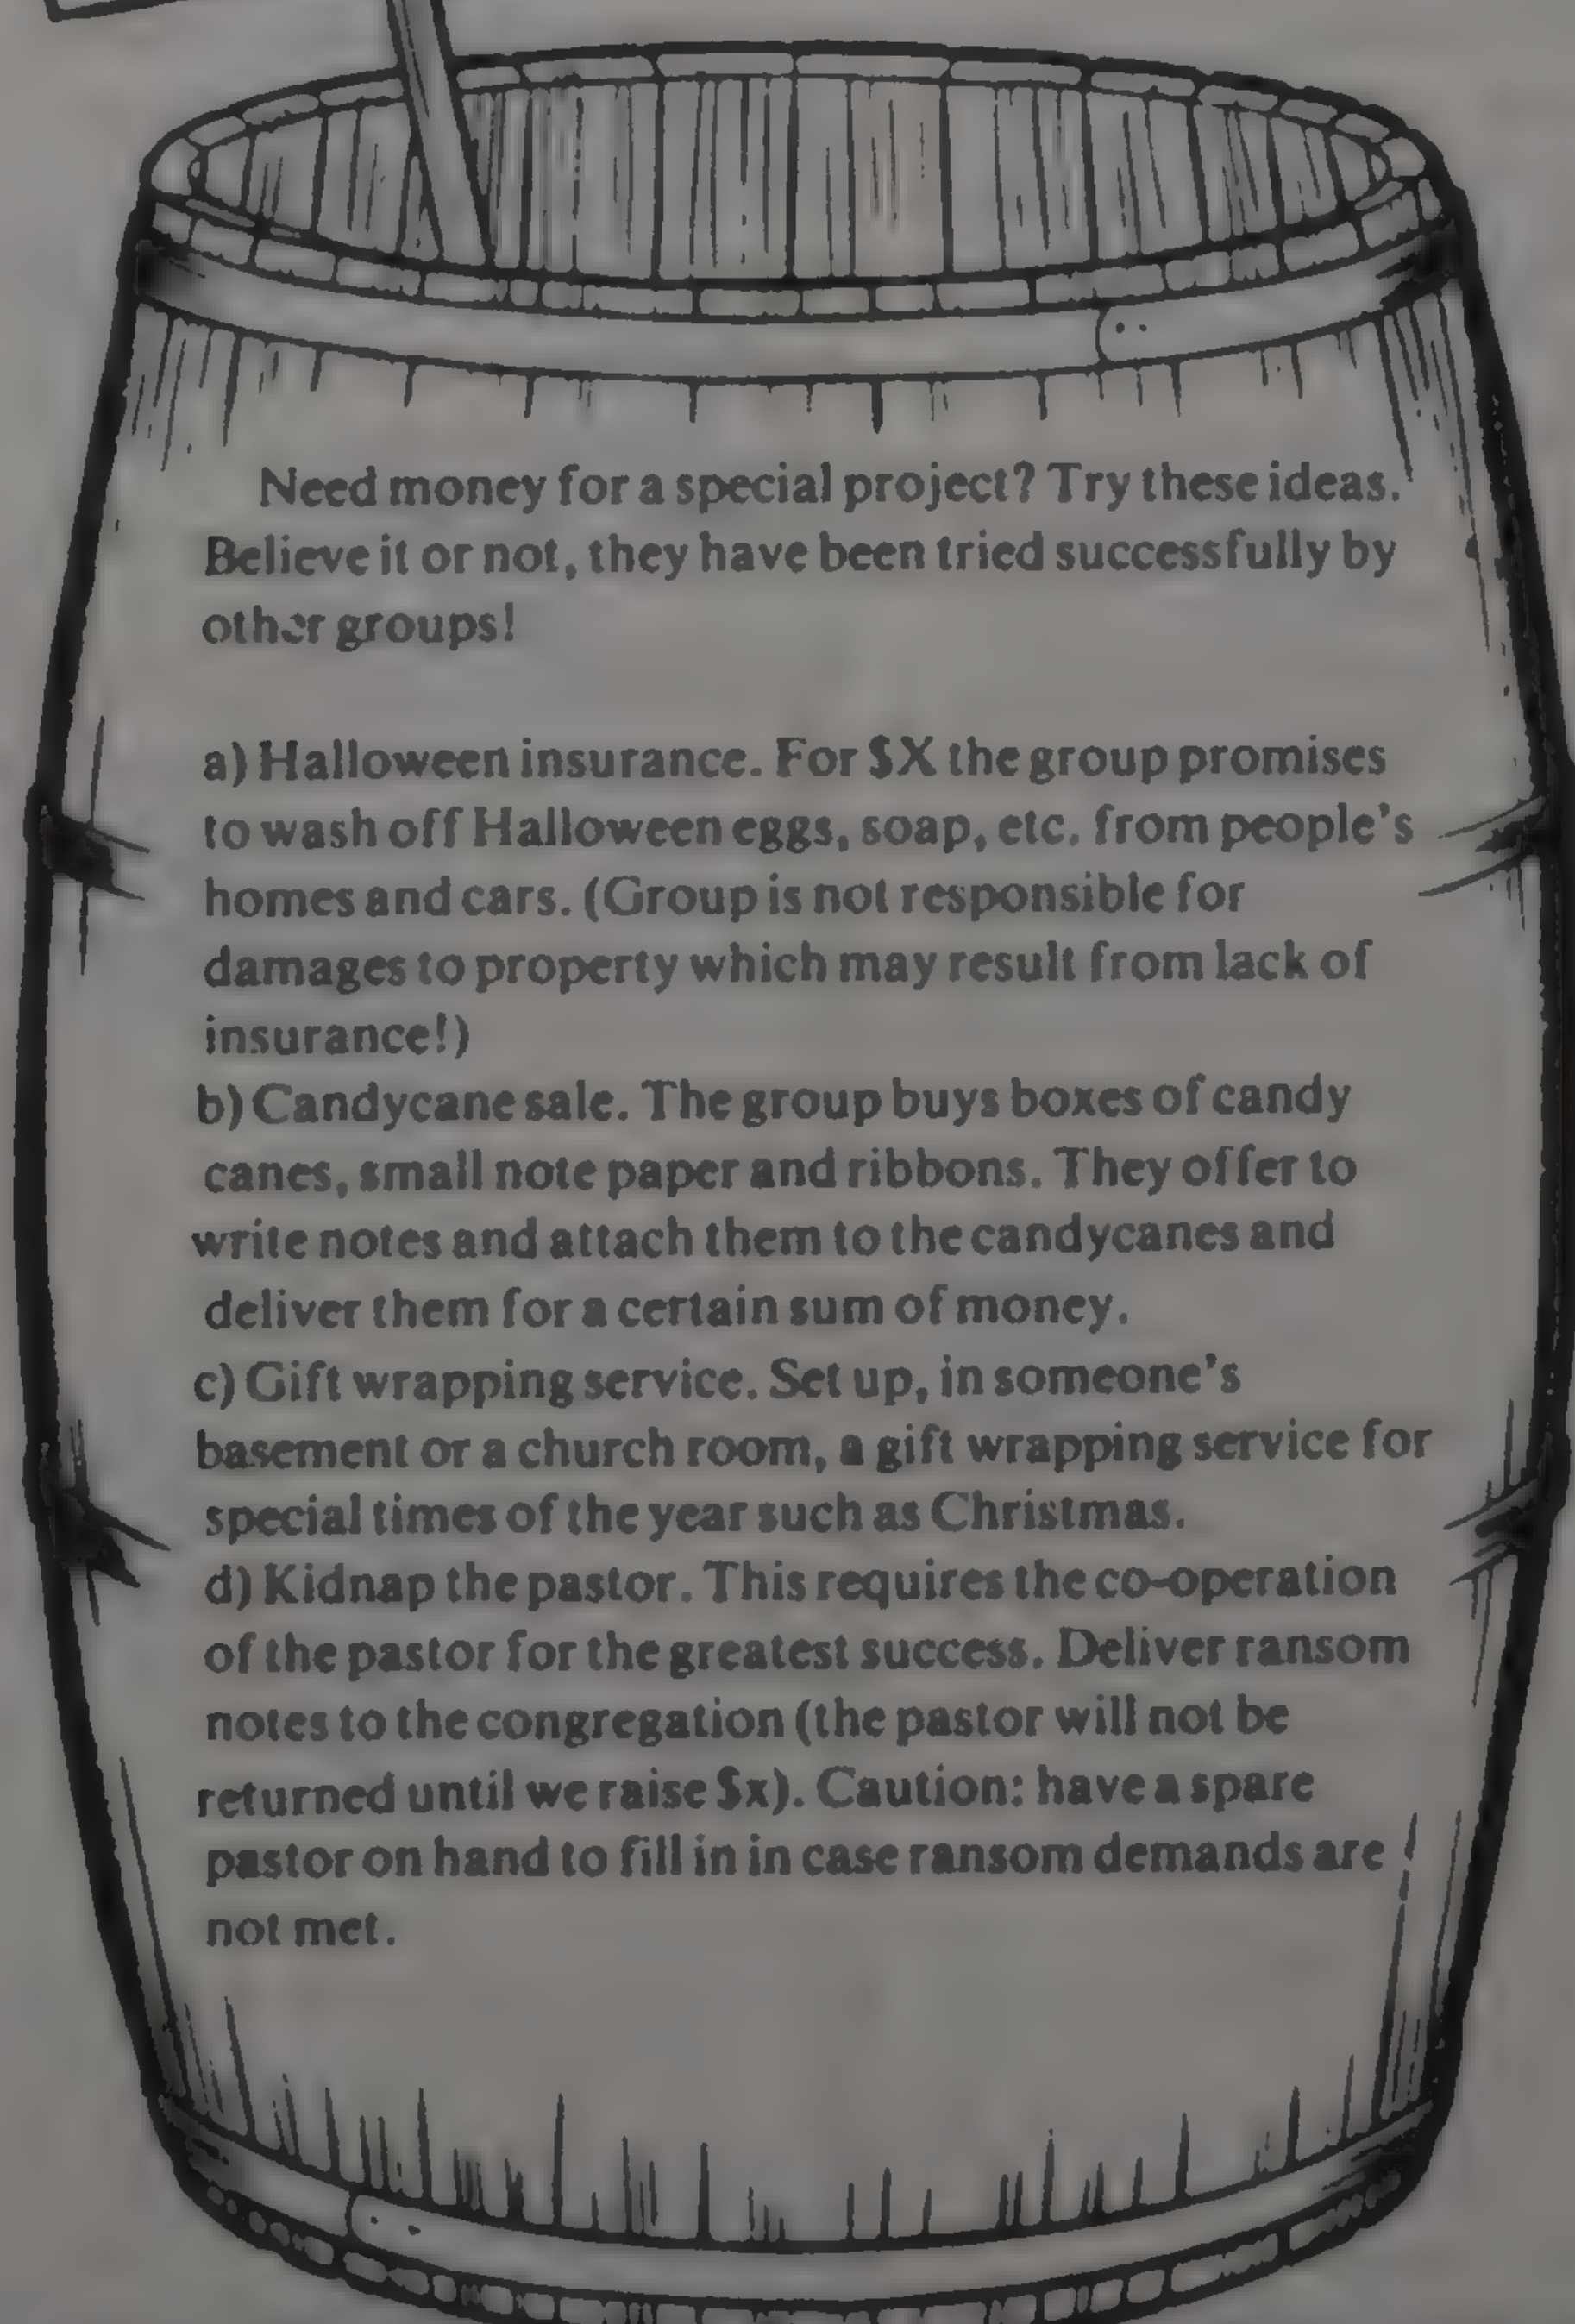 Need money for a special project? Try these ideas.
Believe it or not, they have been tried successfully by
other groups!
a) Halloween insurance. For $X the group promises
to wash off Halloween eggs, soap, etc. from people's
homes and cars. (Group is not responsible for
damages to property which may result from lack of
insurance!)
b) Candycane sale. The group buys boxes of candy
canes, small note paper and ribbons. They offer to
write notes and attach them to the candycanes and
deliver them for a certain sum of money.
c) Gift wrapping service. Set up, in someone's
basement or a church room, a gift wrapping service for
special times of the year such as Christmas.
d) Kidnap the pastor. This requires the co-operation
of the pastor for the greatest success. Deliver ransom
notes to the congregation (the pastor will not be
returned until we raise $x). Caution: have a spare
pastor on hand to fill in in case ransom demands are
not met.